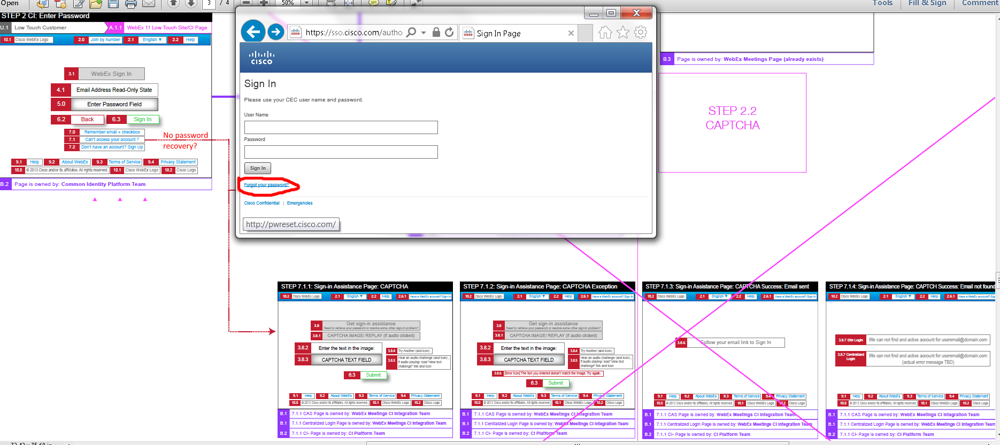 Open
3 / 4
50%
Tools
Fill & Sign
Comment
STEP 2 CI: Enter Password
U.1 Low Touch Customer A.1.1 WebEx 11 Low Touch Site/CI Page
10.1 Cisco WebEx Logo 2.0 Join by number 2.1 English ▼ 2.2 Help
3.1 WebEx Sign In
4.1 Email Address Read-Only State
5.0 Enter Password Field
6.2 Back 6.3 Sign In
7.0 Remember email + checkbox
7.1 Can't access your account ?
7.2 Don't have an account? Sign Up
No password
recovery?
9.1 Help 9.2 About WebEx 9.3 Terms of Service 9.4 Privacy Statement
10.0 © 2013 Cisco and/or its affiliates. All rights reserved. 10.1 Cisco WebEx Logo 10.2 Cisco Logo
B.2 Page is owned by: Common Identity Platform Team
https://sso.cisco.com/autho
Sign In Page
CISCO
Sign In
Please use your CEC user name and password.
User Name
Password
Sign In
Forgot your password?
Cisco Confidential | Emergencies
http://pwreset.cisco.com/
B.3 Page is owned by: WebEx Meetings Page (already exists)
STEP 2.2
CAPTCHA
STEP 7.1.1: Sign-in Assistance Page: CAPTCHA
10.2 Cisco WebEx Logo 2.1 English ▼ 2.2 Help 2.6.1 Have a WebEx account? Sign In
3.8 Get sign-in assistance
Need to retrieve your password or resolve some other sign-in problem?
3.8.1 CAPTCHA IMAGE/ REPLAY (If audio clicked)
3.8.2 Enter the text in the image:
3.8.3 CAPTCHA TEXT FIELD
3.8.4 Try Another (and Icon)
3.8.5 Hear an audio challenge (and Icon) ,
If audio playing- load "view text
challenge" link and Icon
6.3 Submit
9.1 Help 9.2 About WebEx 9.3 Terms of Service 9.4 Privacy Statement
10.0 © 2013 Cisco and/or its affiliates. All rights reserved. 10.1 Cisco WebEx Logo 10.2 Cisco Logo
B.1 7.1.1 CAS Page is owned by: WebEx Meetings CI Integration Team
B.1 7.1.1 Centralized Login Page is owned by: WebEx Meetings CI Integration Team
B.2 7.1.1 CI- Page is owned by: CI Platform Team
STEP 7.1.2: Sign-in Assistance Page: CAPTCHA Exception
10.2 Cisco WebEx Logo 2.1 English ▼ 2.2 Help 2.6.1 Have a WebEx account? Sign In
3.8 Get sign-in assistance
Need to retrieve your password or resolve some other sign-in problem?
3.8.1 CAPTCHA IMAGE/ REPLAY (If audio clicked)
3.8.2 Enter the text in the image:
3.8.3 CAPTCHA TEXT FIELD
3.8.4 Try Another (and Icon)
3.8.5 Hear an audio challenge (and Icon) ,
If audio playing- load "view text
challenge" link and Icon
3.8.6 [Error Icon] The text you entered doesn't match the image. Try again.
6.3 Submit
9.1 Help 9.2 About WebEx 9.3 Terms of Service 9.4 Privacy Statement
10.0 © 2013 Cisco and/or its affiliates. All rights reserved. 10.1 Cisco WebEx Logo 10.2 Cisco Logo
B.1 7.1.1 CAS Page is owned by: WebEx Meetings CI Integration Team
B.1 7.1.1 Centralized Login Page is owned by: WebEx Meetings CI Integration Team
B.2 7.1.1 CI- Page is owned by: CI Platform Team
STEP 7.1.3: Sign-in Assistance Page: CAPTCHA Success: Email sent
10.2 Cisco WebEx Logo 2.1 English ▼ 2.2 Help 2.6.1 Have a WebEx account? Sign In
3.8.6 Follow your email link to Sign In
9.1 Help 9.2 About WebEx 9.3 Terms of Service 9.4 Privacy Statement
10.0 © 2013 Cisco and/or its affiliates. All rights reserved. 10.1 Cisco WebEx Logo 10.2 Cisco Logo
B.1 7.1.1 CAS Page is owned by: WebEx Meetings CI Integration Team
B.1 7.1.1 Centralized Login Page is owned by: WebEx Meetings CI Integration Team
B.2 7.1.1 CI- Page is owned by: CI Platform Team
STEP 7.1.4: Sign-in Assistance Page: CAPTCH Success: Email not found
10.2 Cisco WebEx Logo 2.1 English ▼ 2.2 Help 2.6.1 Have a WebEx account? Sign
3.8.7 Site Login We can not find and active account for useremail@domain.com
3.8.7 Centralized Login We can not find and active account for useremail@domain.com
(actual error message TBD)
9.1 Help 9.2 About WebEx 9.3 Terms of Service 9.4 Privacy Statement
10.0 © 2013 Cisco and/or its affiliates. All rights reserved. 10.1 Cisco WebEx Logo 10.2 Cisco Logo
B.1 7.1.1 CAS Page is owned by: WebEx Meetings CI Integration Team
B.1 7.1.1 Centralized Login Page is owned by: WebEx Meetings CI Integration Team
B.2 7.1.1 CI- Page is owned by: CI Platform Team